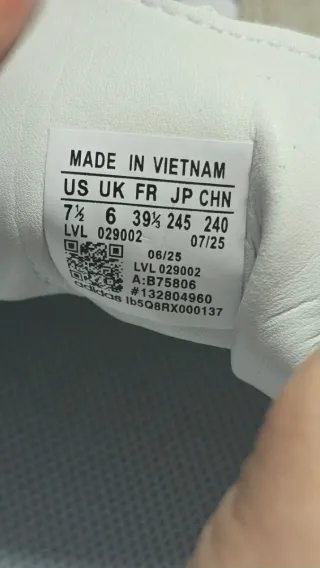 MADE IN VIETNAM
US UK FR JP CHN
7½ 6 39⅓ 245 240
LVL 029002 07/25
06/25
LVL 029002
A:B75806
#132804960
adidas Ib5Q8RX000137